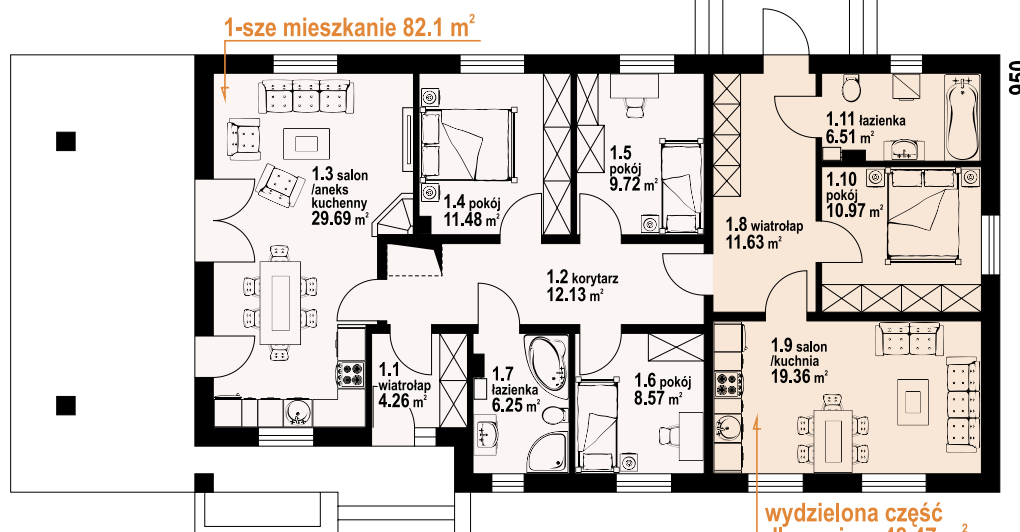 1-sze mieszkanie 82.1 m²
950
1.3 salon
/aneks
kuchenny
29.69 m²
1.4 pokój
11.48 m²
1.5
pokój
9.72 m²
1.11 łazienka
6.51 m²
1.10
pokój
10.97 m²
1.8 wiatrołap
11.63 m²
1.2 korytarz
12.13 m²
1.1
wiatrołap
4.26 m²
1.7
łazienka
6.25 m²
1.6 pokój
8.57 m²
1.9 salon
/kuchnia
19.36 m²
wydzielona część